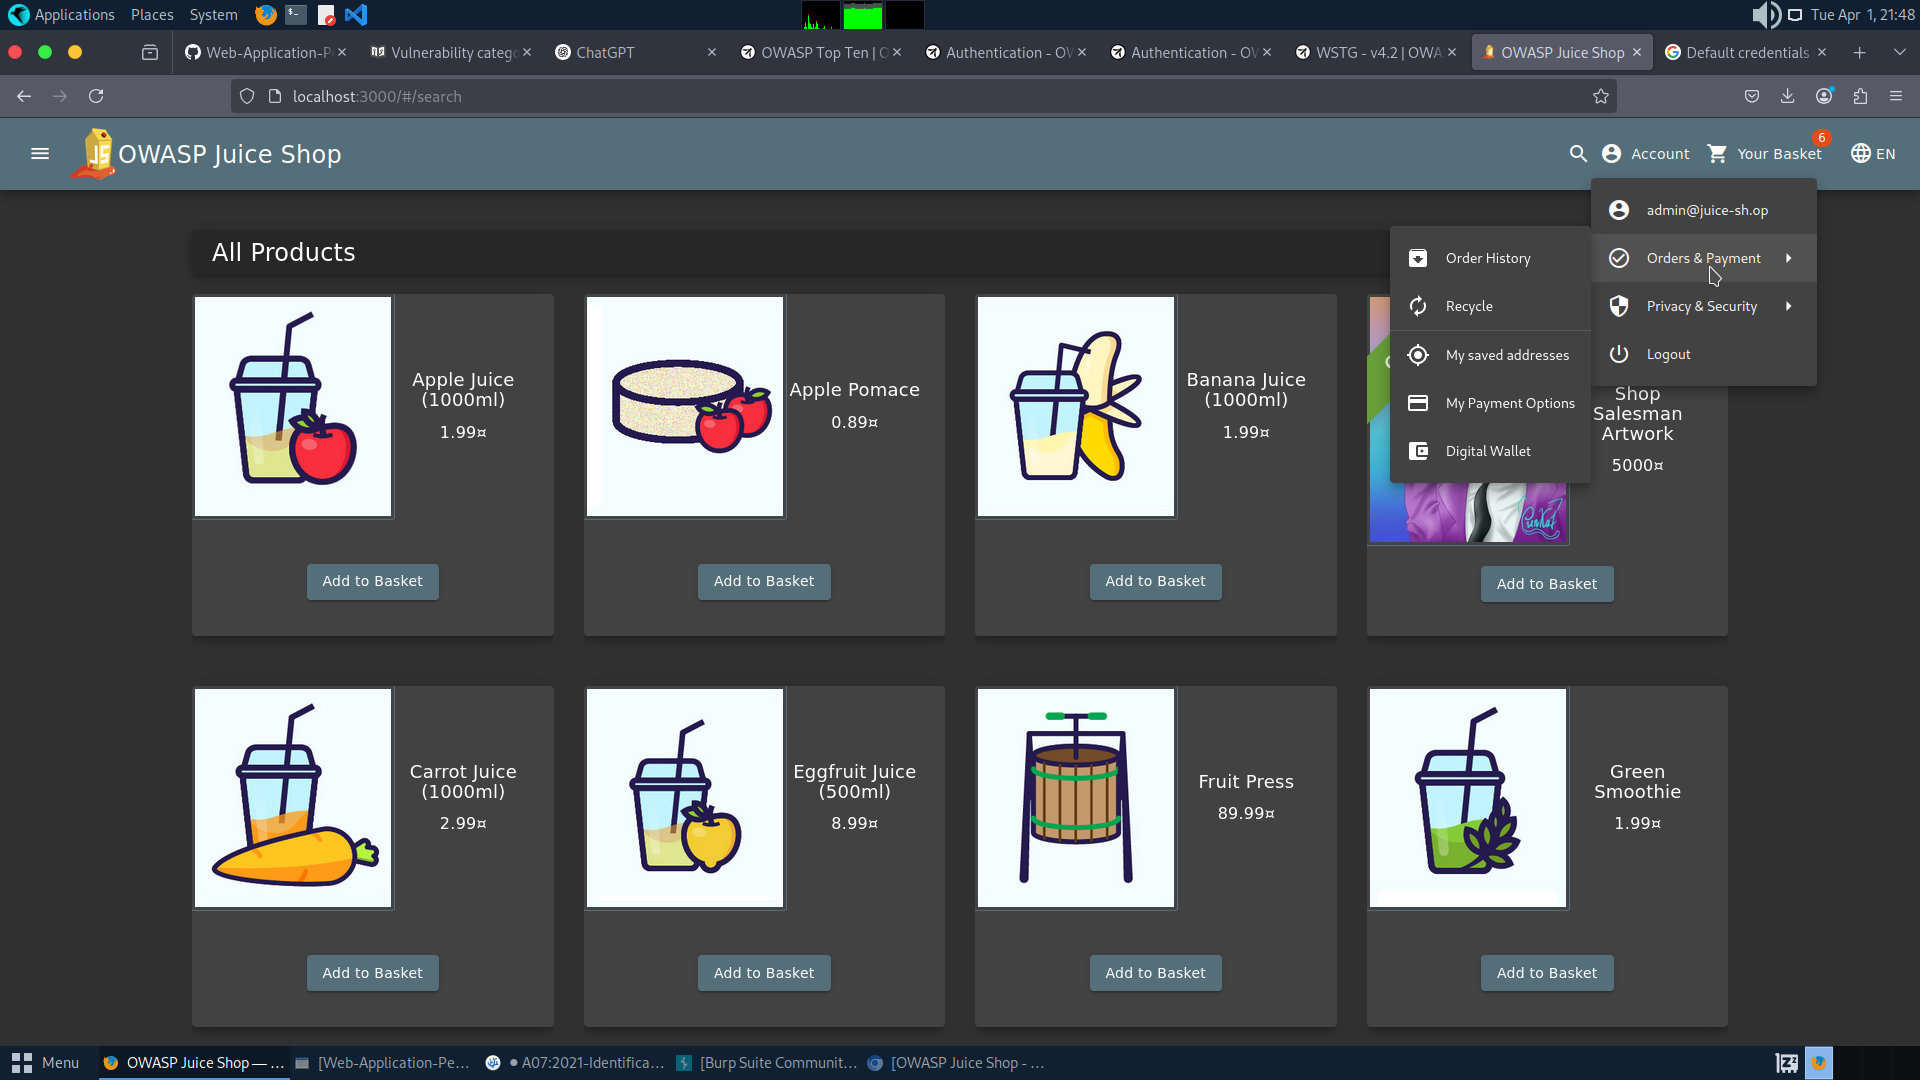 Applications Places System Tue Apr 1, 21:48
Web-Application-P Vulnerability catego ChatGPT OWASP Top Ten | O Authentication - OW Authentication - OW WSTG - v4.2 | OWA OWASP Juice Shop Default credentials
localhost:3000/#/search
OWASP Juice Shop Account Your Basket 6 EN
admin@juice-sh.op
Orders & Payment
Privacy & Security
Logout
Order History
Recycle
My saved addresses
My Payment Options
Digital Wallet
All Products
Apple Juice
(1000ml)
1.99¤
Add to Basket
Apple Pomace
0.89¤
Add to Basket
Banana Juice
(1000ml)
1.99¤
Add to Basket
Shop
Salesman
Artwork
5000¤
Add to Basket
Carrot Juice
(1000ml)
2.99¤
Add to Basket
Eggfruit Juice
(500ml)
8.99¤
Add to Basket
Fruit Press
89.99¤
Add to Basket
Green
Smoothie
1.99¤
Add to Basket
Menu OWASP Juice Shop — ... [Web-Application-Pe... • A07:2021-Identifica... [Burp Suite Communit... [OWASP Juice Shop - ...